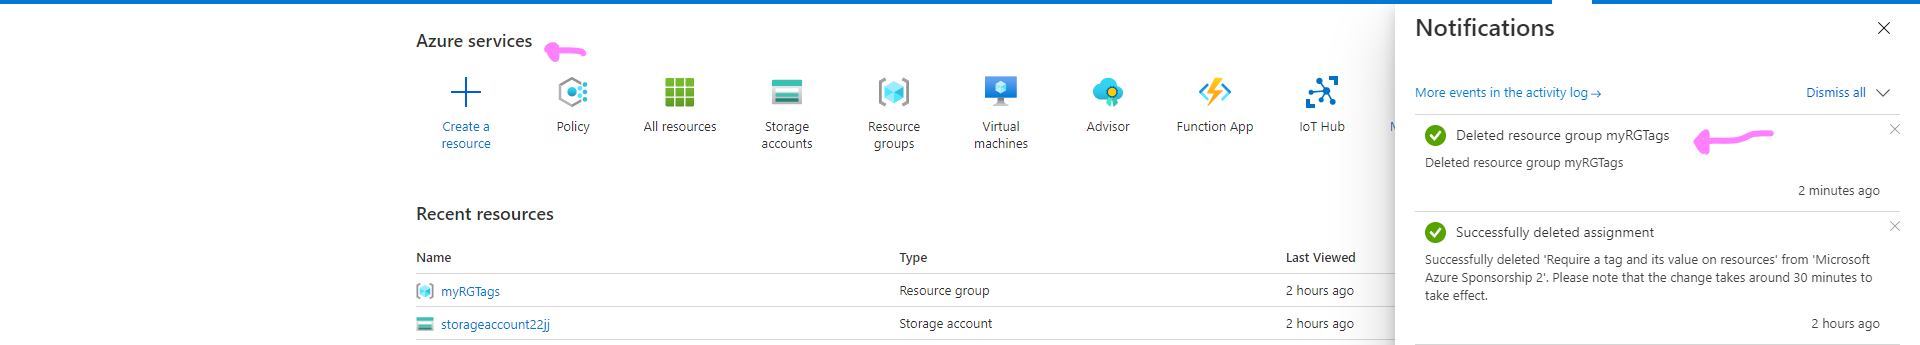 Azure services
Create a
resource
Policy
All resources
Storage
accounts
Resource
groups
Virtual
machines
Advisor
Function App
IoT Hub
Recent resources
Name Type Last Viewed
myRGTags Resource group 2 hours ago
storageaccount22jj Storage account 2 hours ago
Notifications
More events in the activity log→ Dismiss all
Deleted resource group myRGTags
Deleted resource group myRGTags
2 minutes ago
Successfully deleted assignment
Successfully deleted 'Require a tag and its value on resources' from 'Microsoft
Azure Sponsorship 2'. Please note that the change takes around 30 minutes to
take effect.
2 hours ago